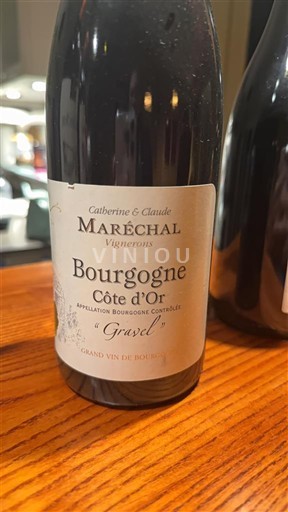 Catherine & Claude
MARÉCHAL
Vignerons
VINIOU
Bourgogne
Côte d'Or
APPELLATION BOURGOGNE CONTRÔLÉE
"Gravel"
GRAND VIN DE BOURG